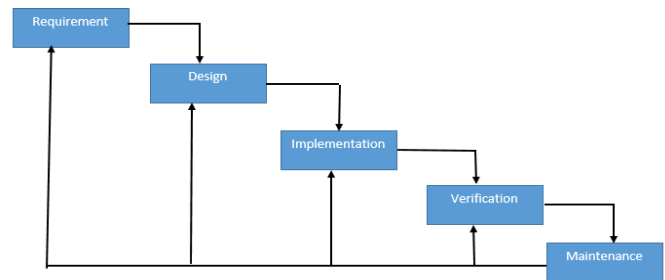 Requirement
Design
Implementation
Verification
Maintenance